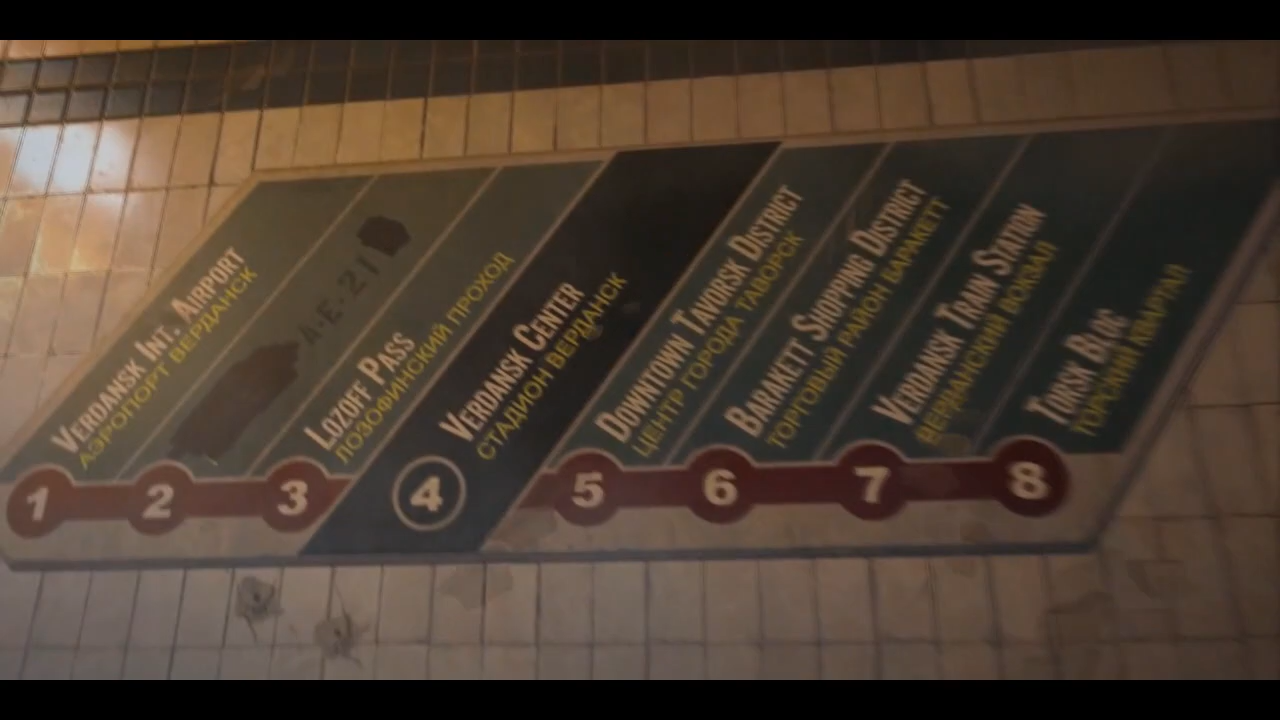 VERDANSK INT. AIRPORT
АЭРОПОРТ ВЕРДАНСК
A·E·21
LOZOFF PASS
ЛОЗОФИНСКИЙ ПРОХОД
VERDANSK CENTER
СТАДИОН ВЕРДАНСК
DOWNTOWN TAVORSK DISTRICT
ЦЕНТР ГОРОДА ТАВОРСК
BARAKETT SHOPPING DISTRICT
ТОРГОВЫЙ РАЙОН БАРАКЕТТ
VERDANSK TRAIN STATION
ВЕРДАНСКИЙ ВОКЗАЛ
TORSK BLOC
ТОРСКИЙ КВАРТАЛ
1 2 3 4 5 6 7 8